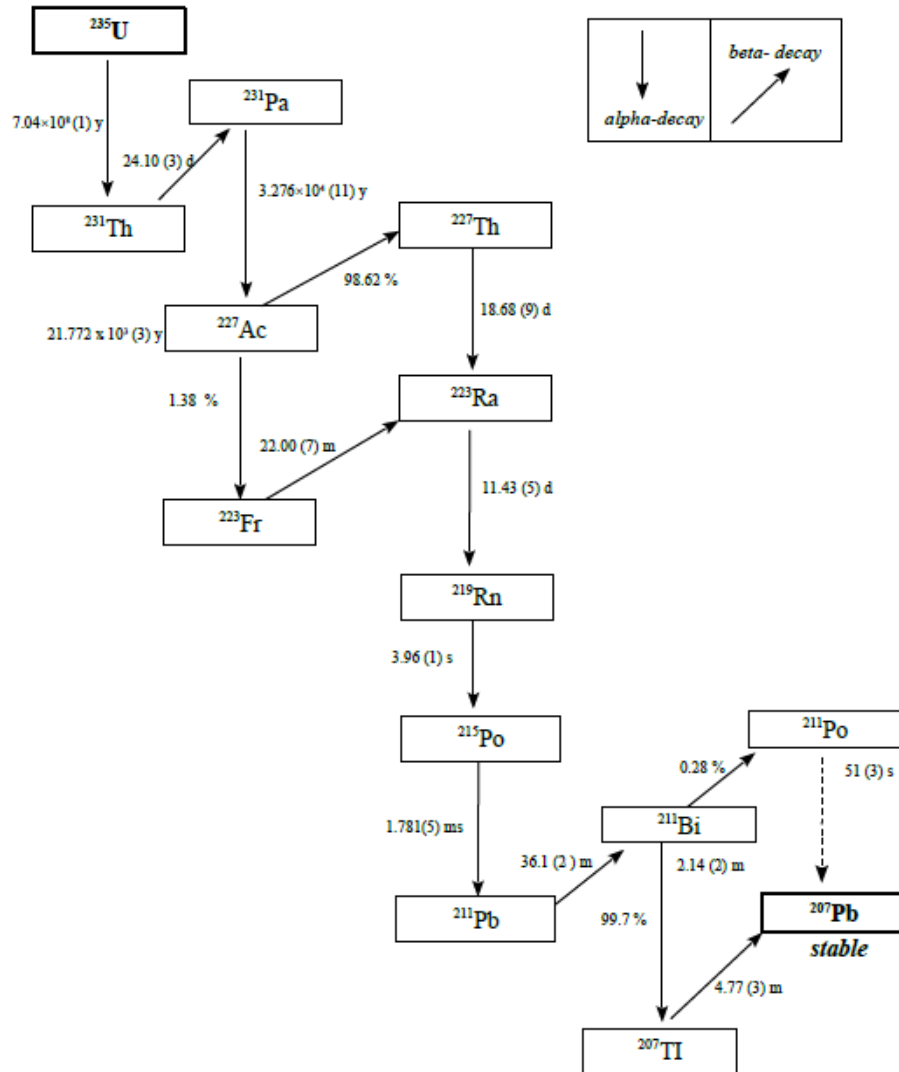 ²³⁵U
beta- decay
alpha-decay
²³¹Pa
7.04×10⁸ (1) y
24.10 (3) d
3.276×10⁴ (11) y
²³¹Th
²²⁷Th
98.62 %
18.68 (9) d
²²⁷Ac
21.772 x 10³ (3) y
1.38 %
²²³Ra
22.00 (7) m
11.43 (5) d
²²³Fr
²¹⁹Rn
3.96 (1) s
²¹⁵Po
²¹¹Po
0.28 %
51 (3) s
1.781(5) ms
²¹¹Bi
36.1 (2 ) m
2.14 (2) m
²¹¹Pb
99.7 %
²⁰⁷Pb
stable
4.77 (3) m
²⁰⁷TI